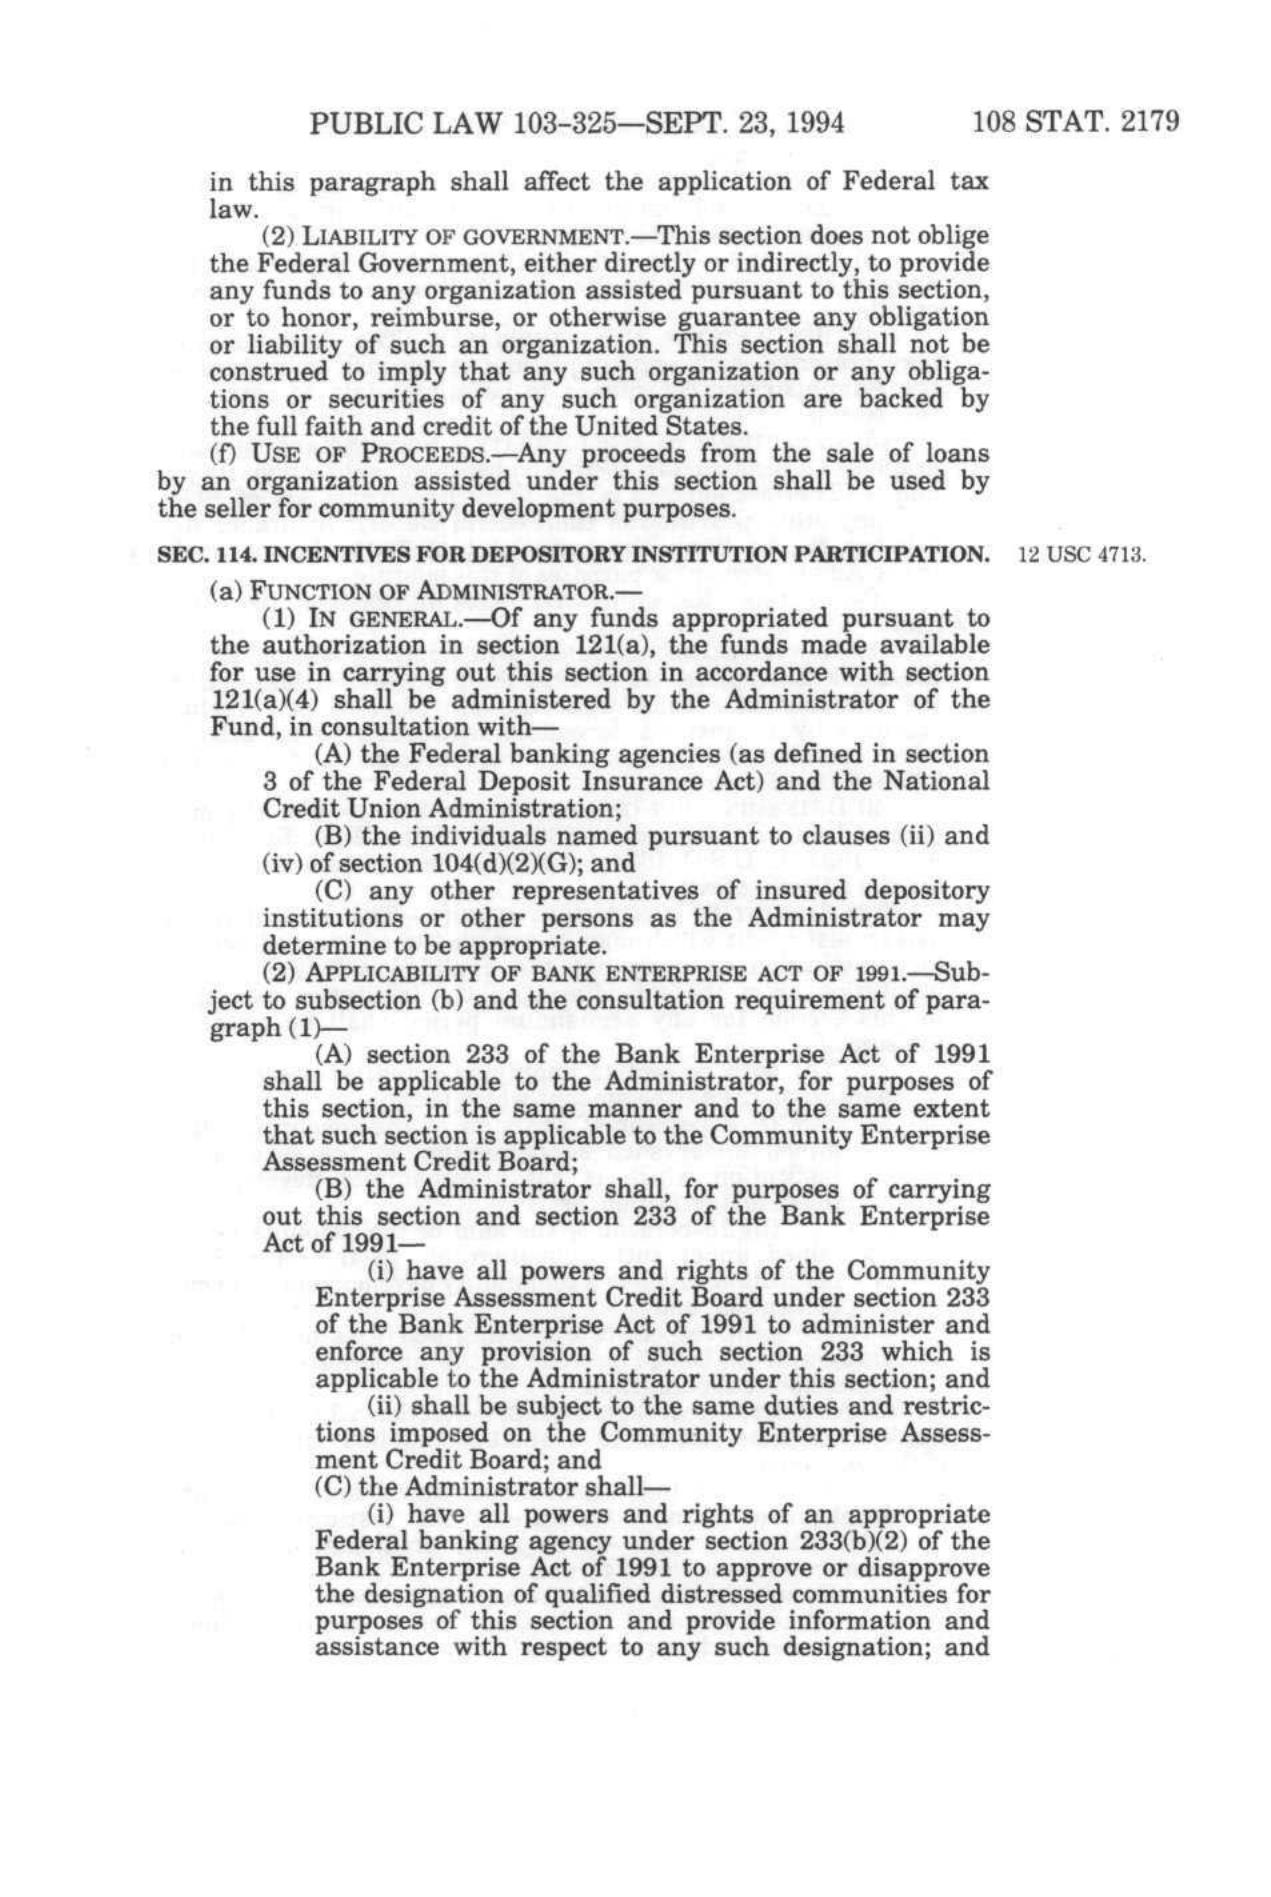 PUBLIC LAW 103-325—SEPT. 23, 1994 108 STAT. 2179
in this paragraph shall affect the application of Federal tax
law.
(2) LIABILITY OF GOVERNMENT.—This section does not oblige
the Federal Government, either directly or indirectly, to provide
any funds to any organization assisted pursuant to this section,
or to honor, reimburse, or otherwise guarantee any obligation
or liability of such an organization. This section shall not be
construed to imply that any such organization or any obliga-
tions or securities of any such organization are backed by
the full faith and credit of the United States.
(f) USE OF PROCEEDS.—Any proceeds from the sale of loans
by an organization assisted under this section shall be used by
the seller for community development purposes.
SEC. 114. INCENTIVES FOR DEPOSITORY INSTITUTION PARTICIPATION. 12 USC 4713.
(a) FUNCTION OF ADMINISTRATOR.—
(1) IN GENERAL.—Of any funds appropriated pursuant to
the authorization in section 121(a), the funds made available
for use in carrying out this section in accordance with section
121(a)(4) shall be administered by the Administrator of the
Fund, in consultation with—
(A) the Federal banking agencies (as defined in section
3 of the Federal Deposit Insurance Act) and the National
Credit Union Administration;
(B) the individuals named pursuant to clauses (ii) and
(iv) of section 104(d)(2)(G); and
(C) any other representatives of insured depository
institutions or other persons as the Administrator may
determine to be appropriate.
(2) APPLICABILITY OF BANK ENTERPRISE ACT OF 1991.—Sub-
ject to subsection (b) and the consultation requirement of para-
graph (1)—
(A) section 233 of the Bank Enterprise Act of 1991
shall be applicable to the Administrator, for purposes of
this section, in the same manner and to the same extent
that such section is applicable to the Community Enterprise
Assessment Credit Board;
(B) the Administrator shall, for purposes of carrying
out this section and section 233 of the Bank Enterprise
Act of 1991—
(i) have all powers and rights of the Community
Enterprise Assessment Credit Board under section 233
of the Bank Enterprise Act of 1991 to administer and
enforce any provision of such section 233 which is
applicable to the Administrator under this section; and
(ii) shall be subject to the same duties and restric-
tions imposed on the Community Enterprise Assess-
ment Credit Board; and
(C) the Administrator shall—
(i) have all powers and rights of an appropriate
Federal banking agency under section 233(b)(2) of the
Bank Enterprise Act of 1991 to approve or disapprove
the designation of qualified distressed communities for
purposes of this section and provide information and
assistance with respect to any such designation; and